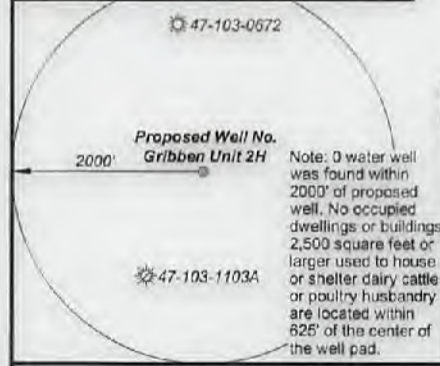 47-103-0672
Proposed Well No.
Gribben Unit 2H
2000'
Note: 0 water well
was found within
2000' of proposed
well. No occupied
dwellings or buildings
2,500 square feet or
larger used to house
or shelter dairy cattle
or poultry husbandry
are located within
625' of the center of
the well pad.
47-103-1103A